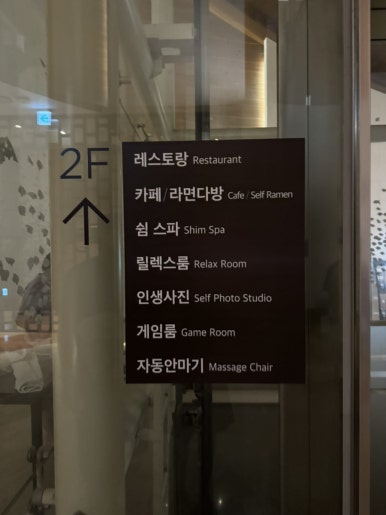 2F
레스토랑 Restaurant
카페/라면다방 Cafe / Self Ramen
쉼 스파 Shim Spa
릴렉스룸 Relax Room
인생사진 Self Photo Studio
게임룸 Game Room
자동안마기 Massage Chair